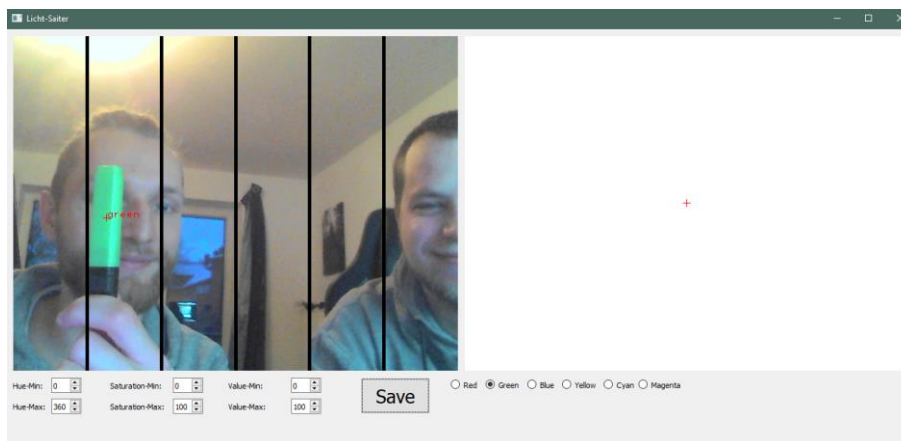 Licht-Saiter
green
Hue-Min: 0 Saturation-Min: 0 Value-Min: 0 Save Red Green Blue Yellow Cyan Magenta
Hue-Max: 360 Saturation-Max: 100 Value-Max: 100